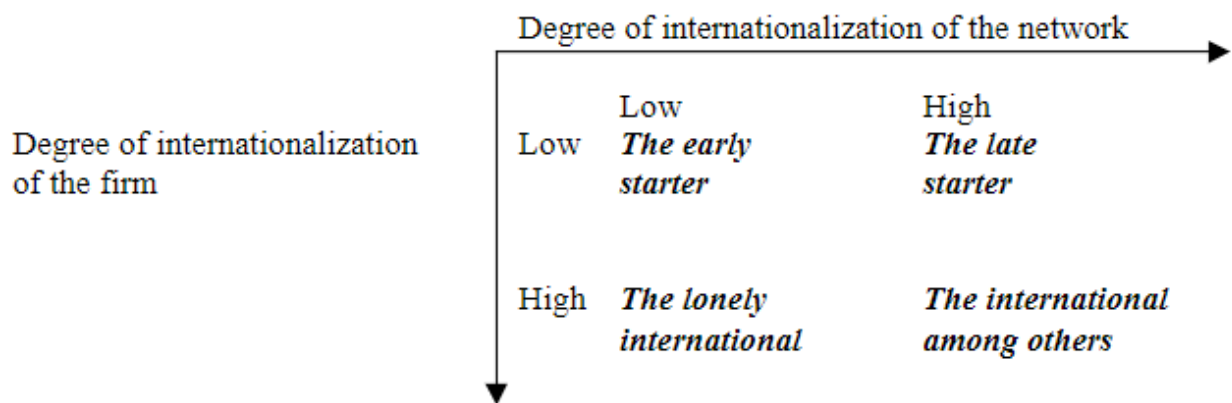 Degree of internationalization of the network
Low High
Degree of internationalization Low The early The late
of the firm starter starter
High The lonely The international
international among others